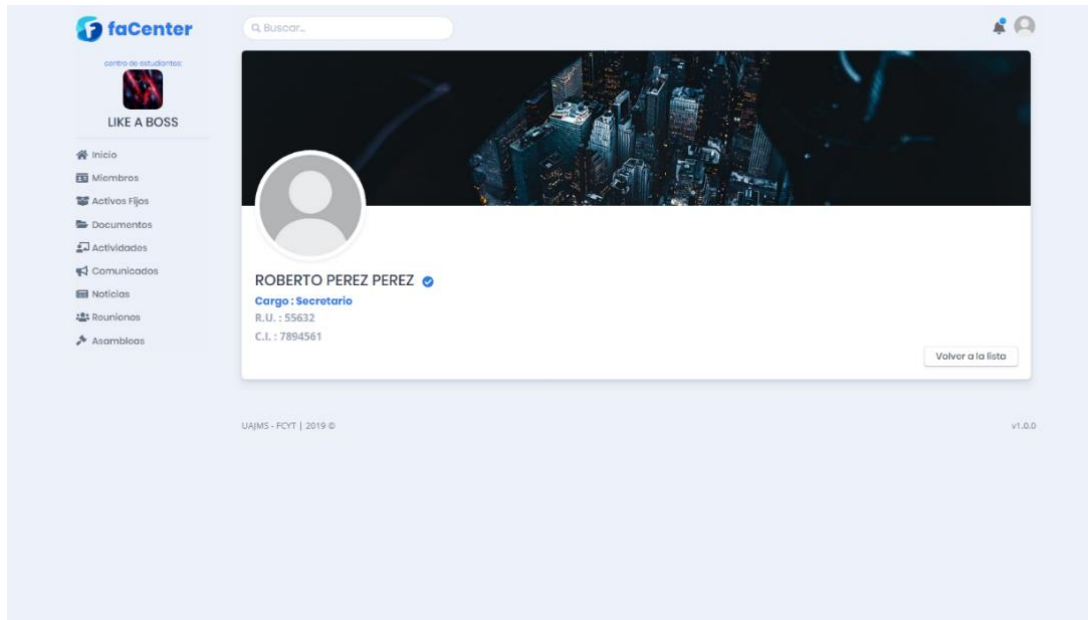 faCenter
Buscar...
centro de estudiantes:
LIKE A BOSS
Inicio
Miembros
Activos Fijos
Documentos
Actividades
Comunicados
Noticias
Reuniones
Asambleas
ROBERTO PEREZ PEREZ
Cargo : Secretario
R.U. : 55632
C.I. : 7894561
Volver a la lista
UAJMS - FCYT | 2019 ©
v1.0.0